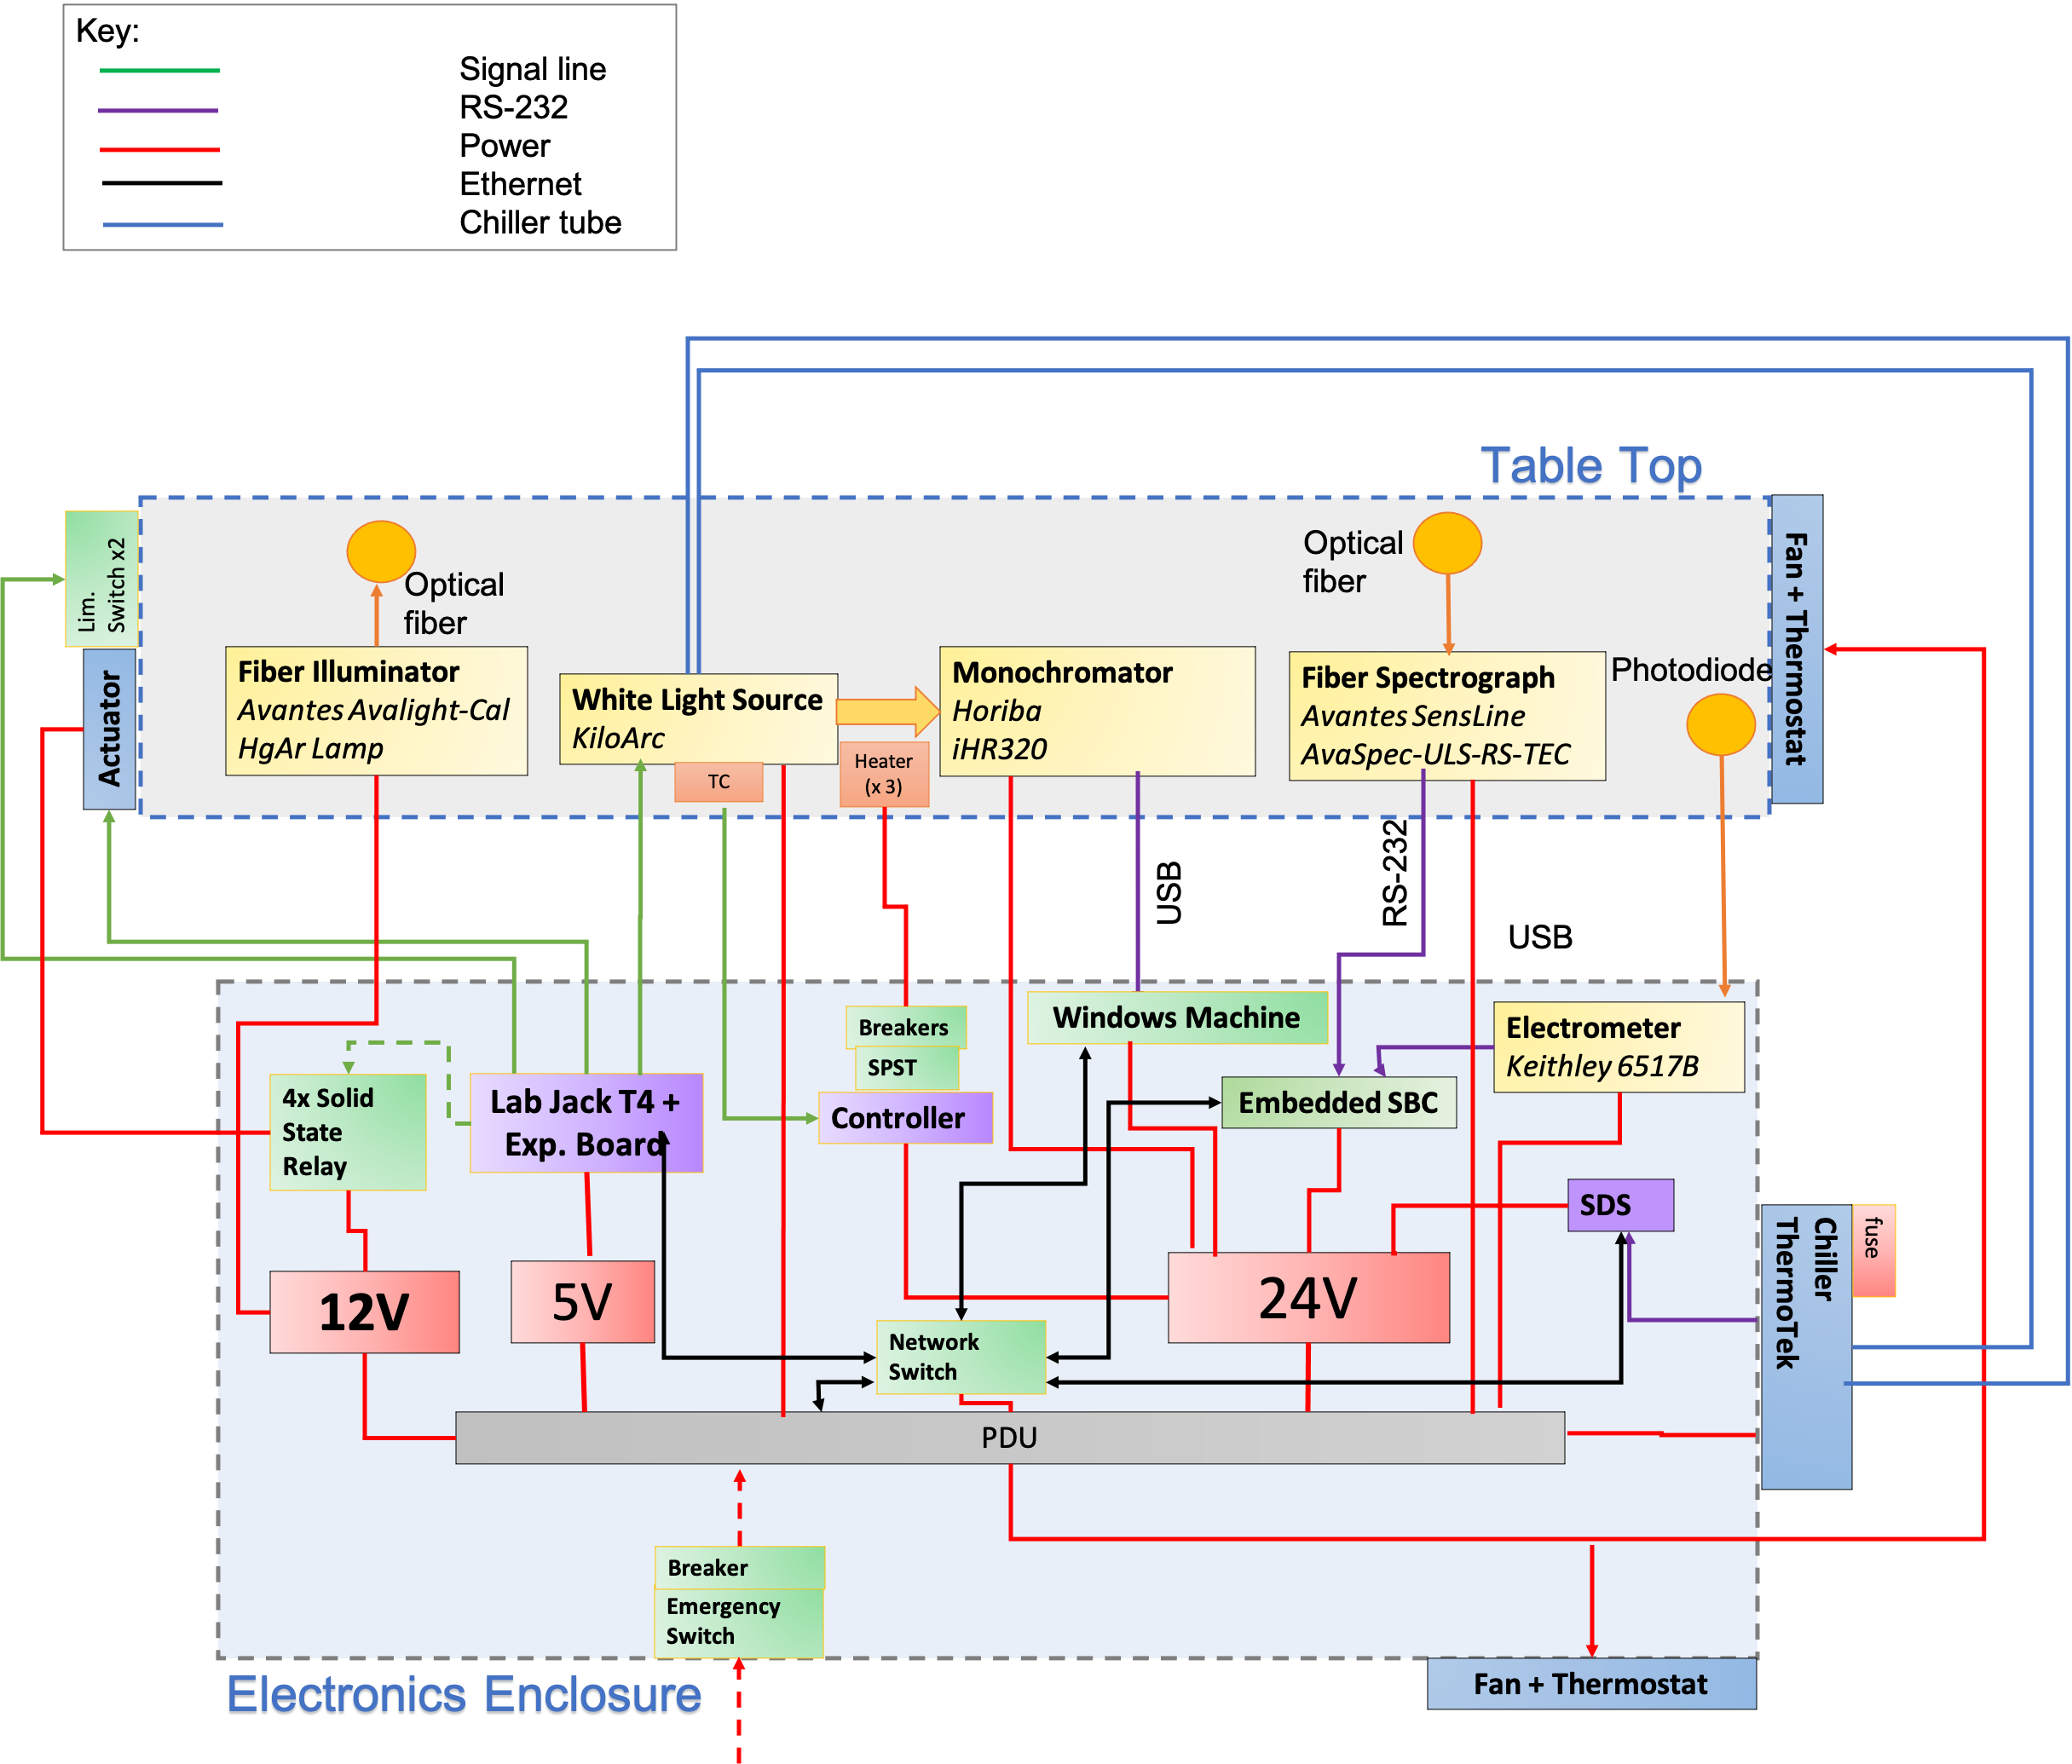 Key:
Signal line
RS-232
Power
Ethernet
Chiller tube
Table Top
Lim.
Switch x2
Actuator
Optical
fiber
Fiber Illuminator
Avantes Avalight-Cal
HgAr Lamp
White Light Source
KiloArc
TC
Heater
(x 3)
Monochromator
Horiba
iHR320
Optical
fiber
Fiber Spectrograph
Avantes SensLine
AvaSpec-ULS-RS-TEC
Photodiode
Fan + Thermostat
USB
RS-232
USB
Breakers
SPST
Controller
Windows Machine
Electrometer
Keithley 6517B
4x Solid
State
Relay
Lab Jack T4 +
Exp. Board
Embedded SBC
SDS
Chiller
ThermoTek
fuse
12V
5V
24V
Network
Switch
PDU
Breaker
Emergency
Switch
Electronics Enclosure
Fan + Thermostat